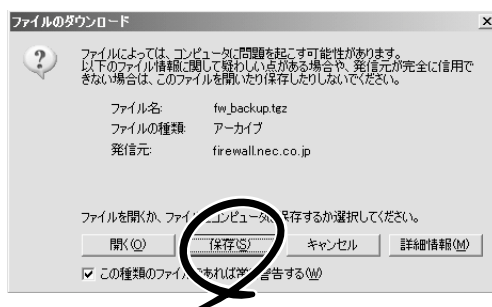 ファイルのダウンロード
ファイルによっては、コンピュータに問題を起こす可能性があります。
以下のファイル情報に関して疑わしい点がある場合や、発信元が完全に信用で
きない場合は、このファイルを開いたり保存したりしないでください。
ファイル名: fw_backup.tgz
ファイルの種類: アーカイブ
発信元: firewall.nec.co.jp
ファイルを開くか、ファイルをコンピュータに保存するか選択してください。
開く(O) 保存(S) キャンセル 詳細情報(M)
この種類のファイルであれば常に警告する(W)